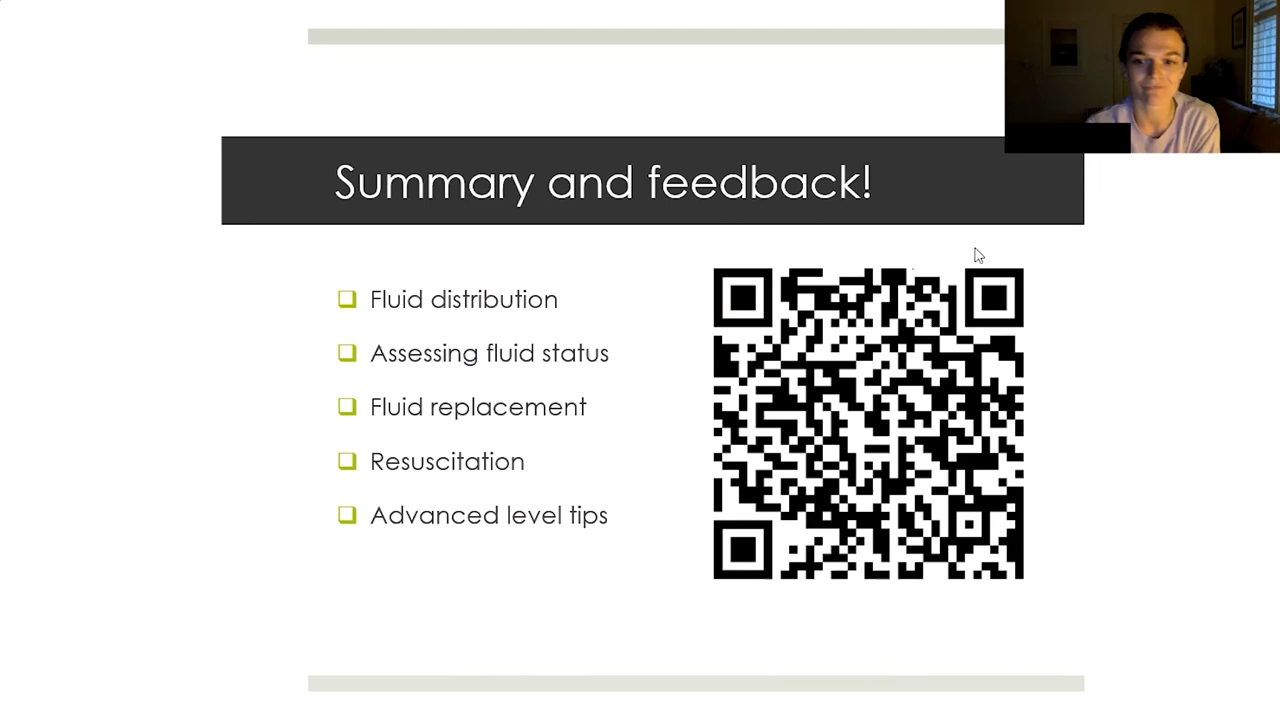 Summary and feedback!
Fluid distribution
Assessing fluid status
Fluid replacement
Resuscitation
Advanced level tips